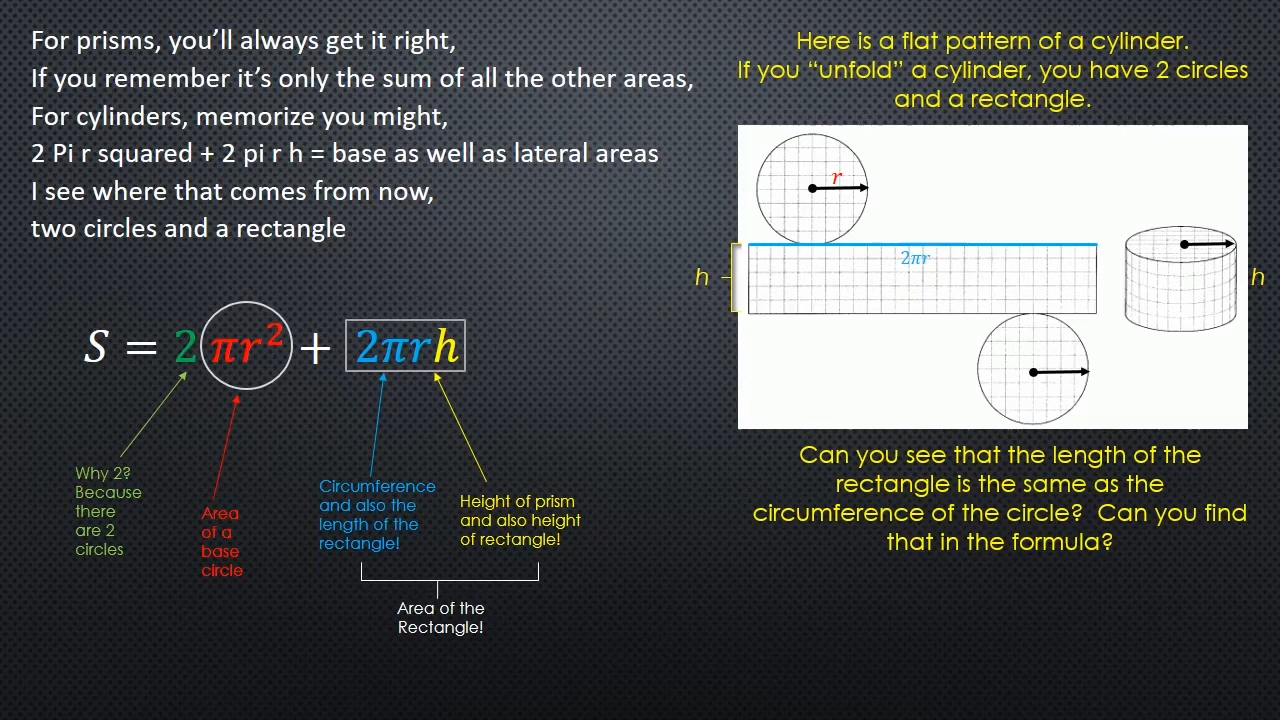 For prisms, you’ll always get it right,
If you remember it’s only the sum of all the other areas,
For cylinders, memorize you might,
2 Pi r squared + 2 pi r h = base as well as lateral areas
I see where that comes from now,
two circles and a rectangle
S = 2πr² + 2πrh
Why 2?
Because
there
are 2
circles
Area
of a
base
circle
Circumference
and also the
length of the
rectangle!
Height of prism
and also height
of rectangle!
Area of the
Rectangle!
Here is a flat pattern of a cylinder.
If you “unfold” a cylinder, you have 2 circles
and a rectangle.
r
2πr
h
h
Can you see that the length of the
rectangle is the same as the
circumference of the circle?  Can you find
that in the formula?